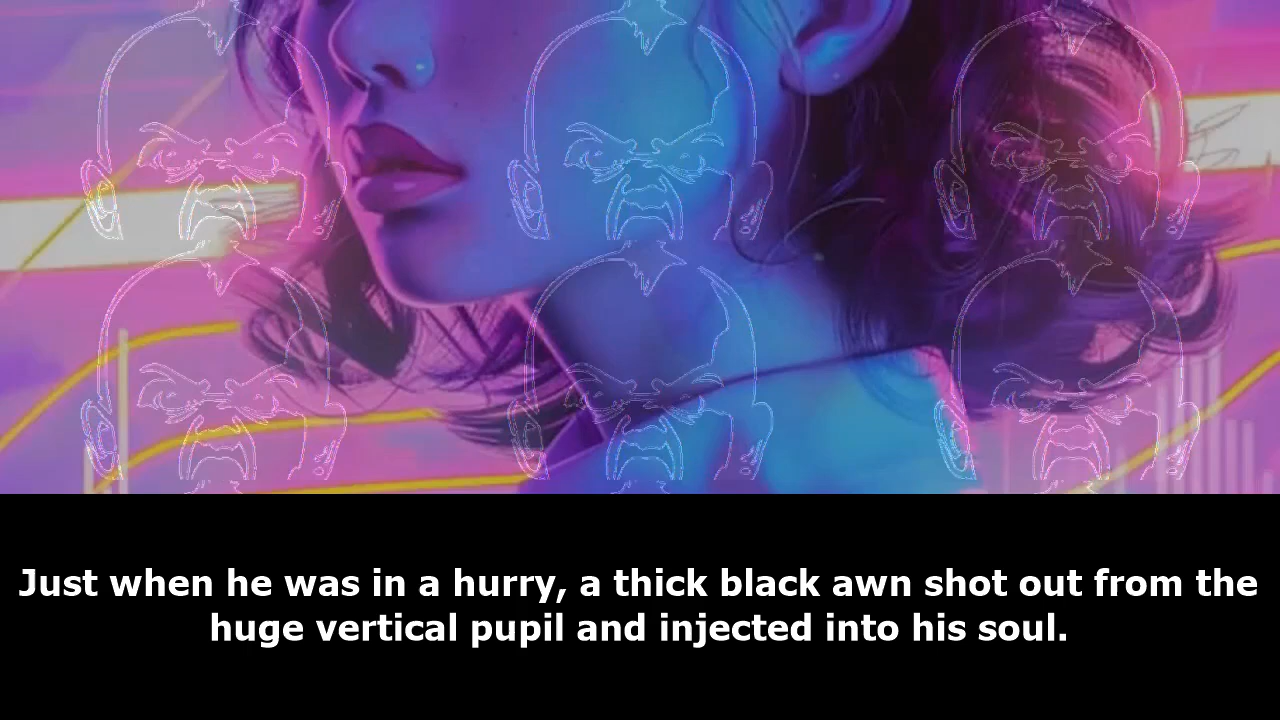 Just when he was in a hurry, a thick black awn shot out from the
huge vertical pupil and injected into his soul.